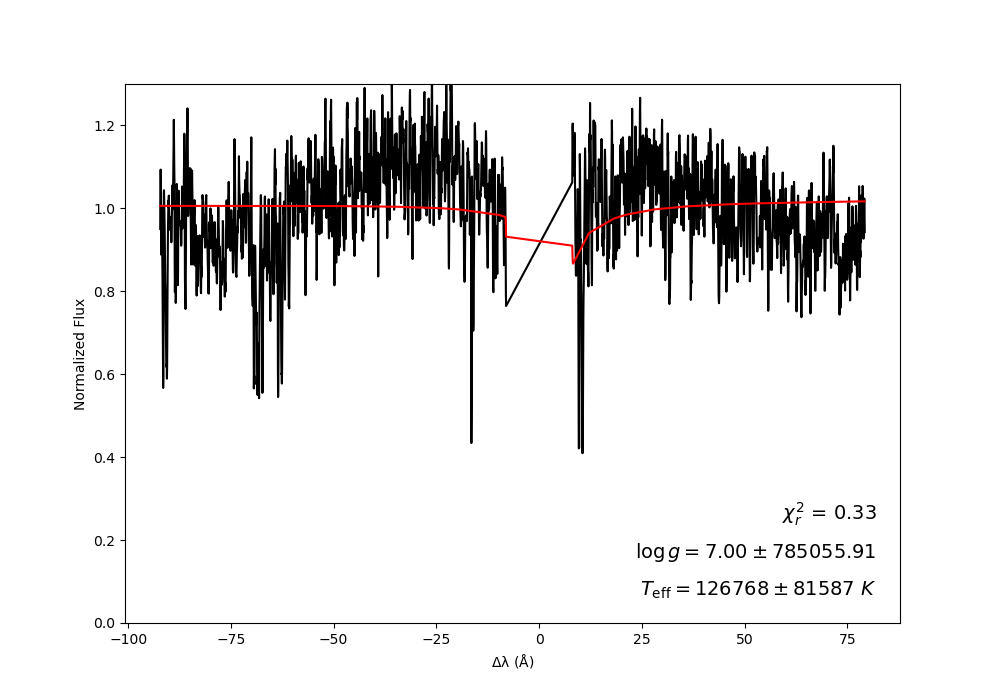 1.2
1.0
0.8
0.6
0.4
0.2
0.0
Normalized Flux
χ²ᵣ = 0.33
log g = 7.00 ± 785055.91
T_eff = 126768 ± 81587 K
−100 −75 −50 −25 0 25 50 75
Δλ (Å)